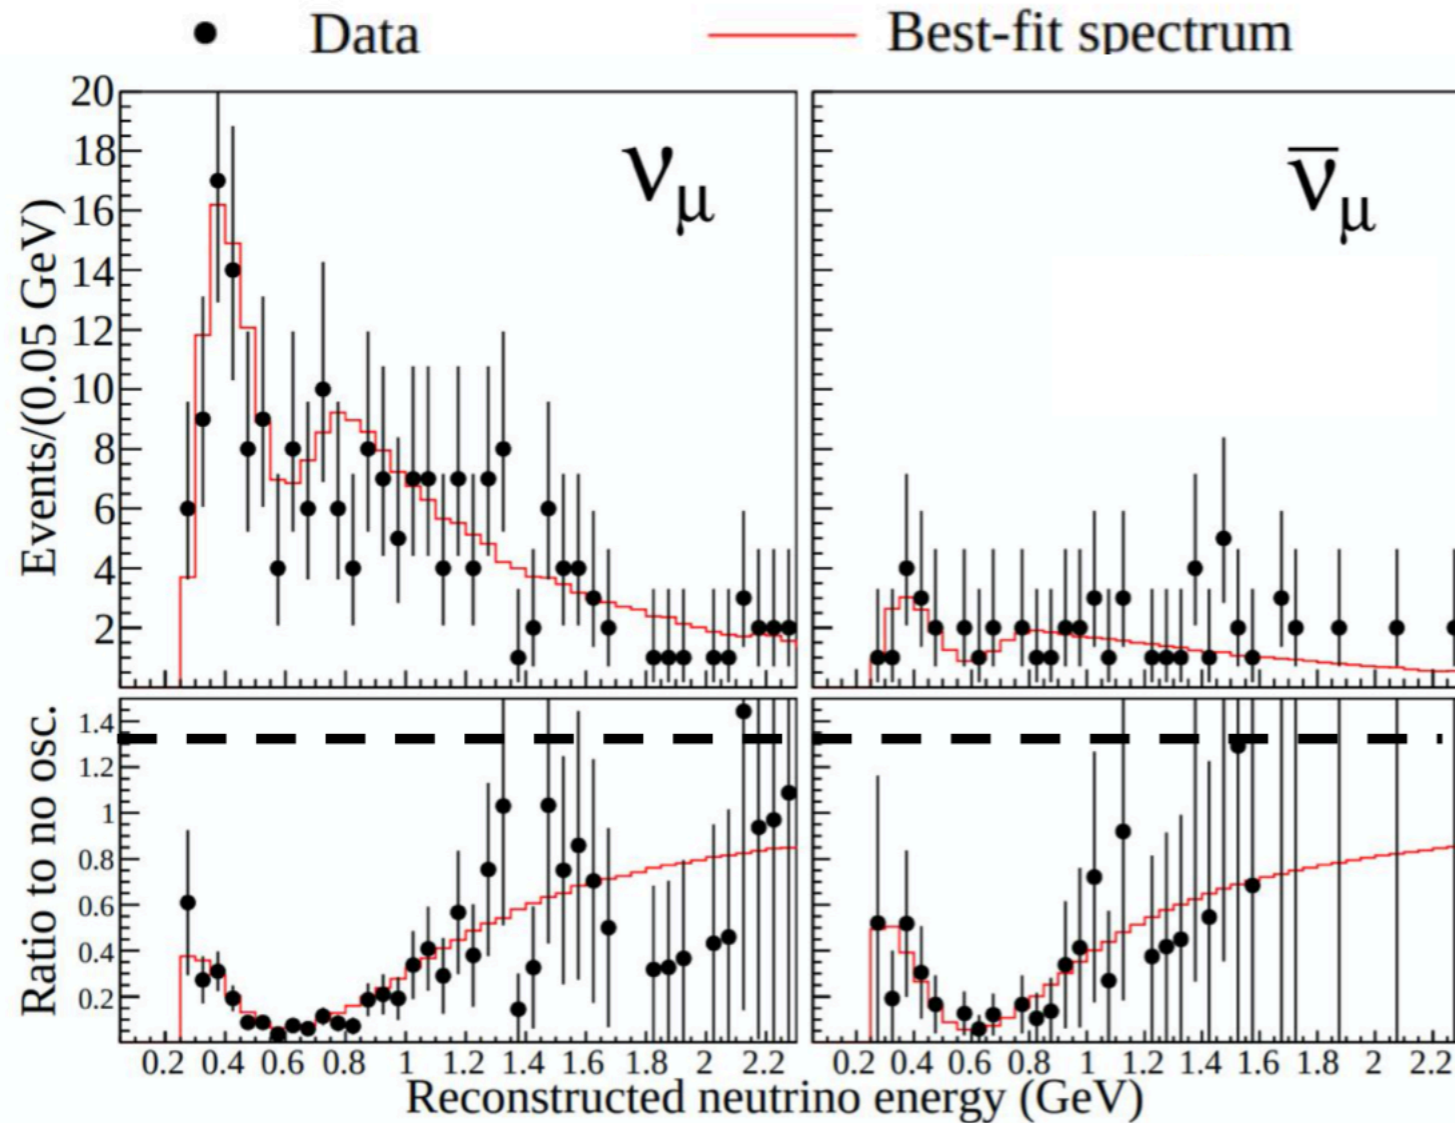 Data
Best-fit spectrum
Events/(0.05 GeV)
20
18
16
14
12
10
8
6
4
2
νμ
ν̅μ
Ratio to no osc.
1.4
1.2
1
0.8
0.6
0.4
0.2
0.2 0.4 0.6 0.8 1 1.2 1.4 1.6 1.8 2 2.2
0.2 0.4 0.6 0.8 1 1.2 1.4 1.6 1.8 2 2.2
Reconstructed neutrino energy (GeV)